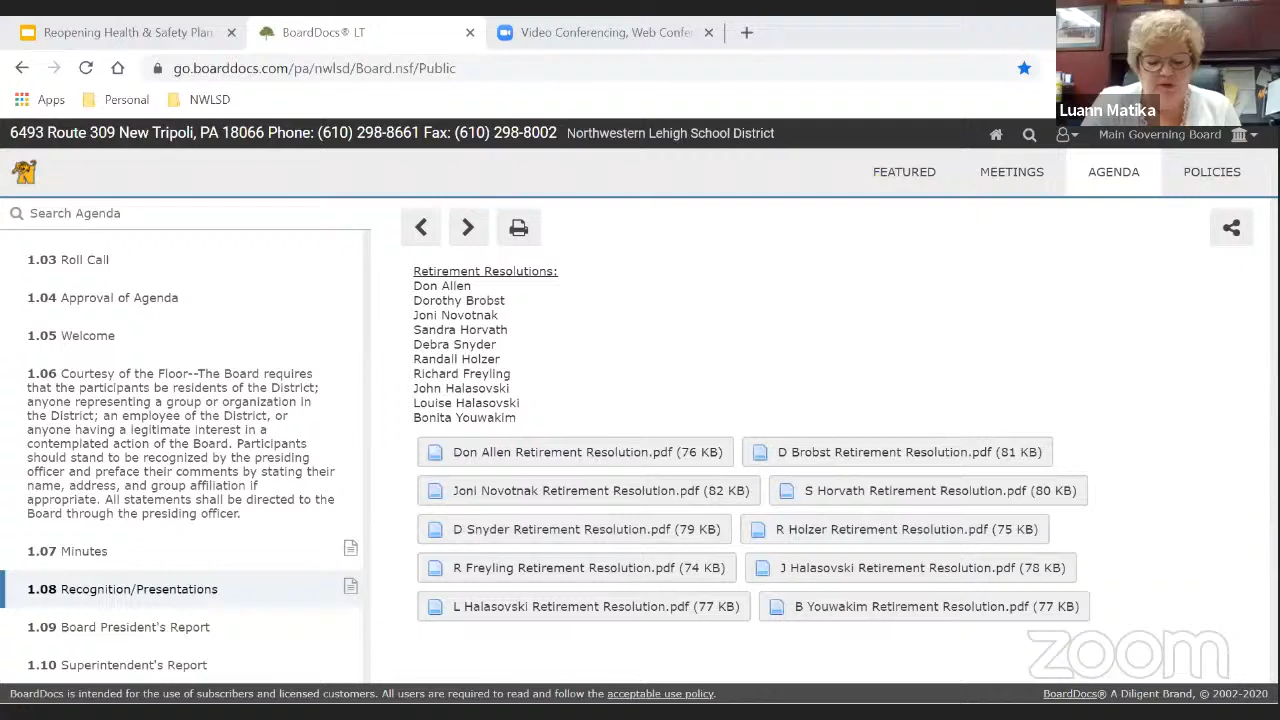 Reopening Health & Safety Plan
BoardDocs® LT
Video Conferencing, Web Confer
go.boarddocs.com/pa/nwlsd/Board.nsf/Public
Apps
Personal
NWLSD
Luann Matika
6493 Route 309 New Tripoli, PA 18066 Phone: (610) 298-8661 Fax: (610) 298-8002 Northwestern Lehigh School District
Main Governing Board
FEATURED
MEETINGS
AGENDA
POLICIES
Search Agenda
1.03 Roll Call
1.04 Approval of Agenda
1.05 Welcome
1.06 Courtesy of the Floor--The Board requires
that the participants be residents of the District;
anyone representing a group or organization in
the District; an employee of the District, or
anyone having a legitimate interest in a
contemplated action of the Board. Participants
should stand to be recognized by the presiding
officer and preface their comments by stating their
name, address, and group affiliation if
appropriate. All statements shall be directed to the
Board through the presiding officer.
1.07 Minutes
1.08 Recognition/Presentations
1.09 Board President's Report
1.10 Superintendent's Report
Retirement Resolutions:
Don Allen
Dorothy Brobst
Joni Novotnak
Sandra Horvath
Debra Snyder
Randall Holzer
Richard Freyling
John Halasovski
Louise Halasovski
Bonita Youwakim
Don Allen Retirement Resolution.pdf (76 KB)
D Brobst Retirement Resolution.pdf (81 KB)
Joni Novotnak Retirement Resolution.pdf (82 KB)
S Horvath Retirement Resolution.pdf (80 KB)
D Snyder Retirement Resolution.pdf (79 KB)
R Holzer Retirement Resolution.pdf (75 KB)
R Freyling Retirement Resolution.pdf (74 KB)
J Halasovski Retirement Resolution.pdf (78 KB)
L Halasovski Retirement Resolution.pdf (77 KB)
B Youwakim Retirement Resolution.pdf (77 KB)
zoom
BoardDocs is intended for the use of subscribers and licensed customers. All users are required to read and follow the acceptable use policy.
BoardDocs® A Diligent Brand, © 2002-2020